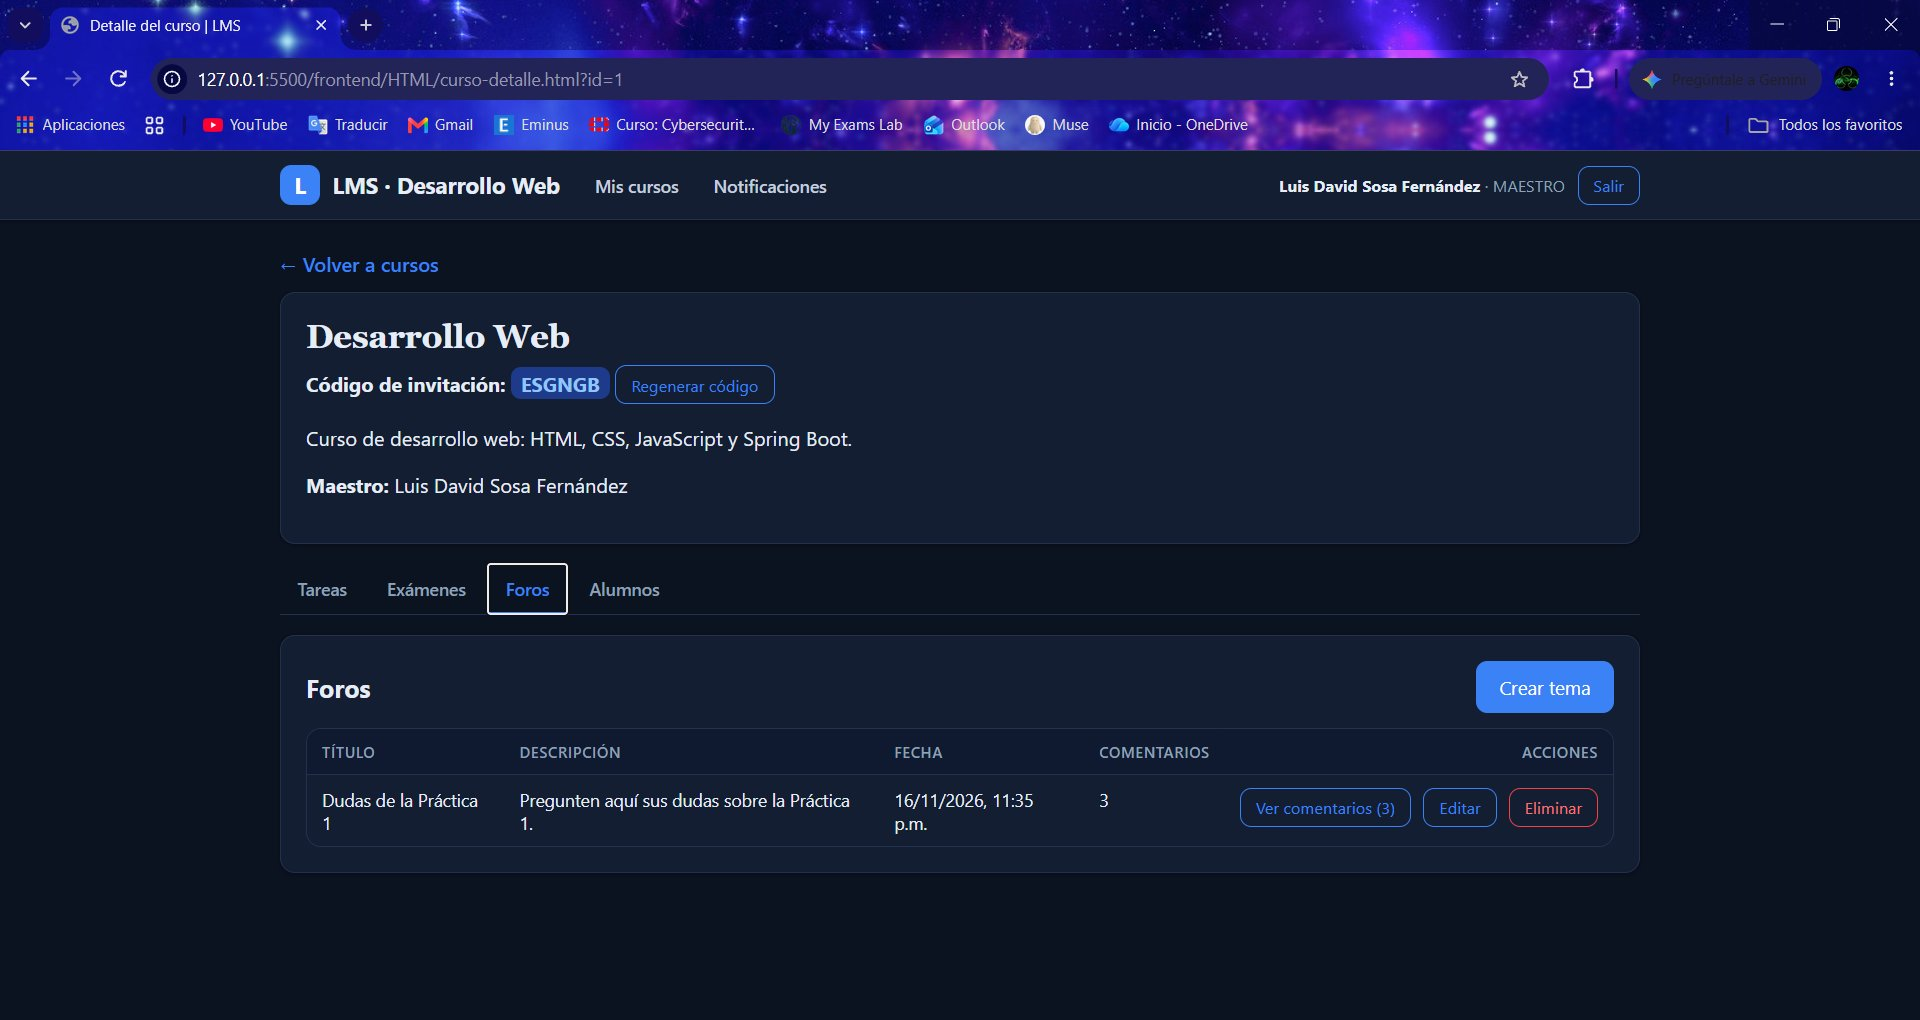 Detalle del curso | LMS
127.0.0.1:5500/frontend/HTML/curso-detalle.html?id=1
Pregúntale a Gemini
Aplicaciones
YouTube
Traducir
Gmail
E Eminus
Curso: Cybersecurit...
My Exams Lab
Outlook
Muse
Inicio - OneDrive
Todos los favoritos
L LMS · Desarrollo Web
Mis cursos
Notificaciones
Luis David Sosa Fernández · MAESTRO
Salir
← Volver a cursos
Desarrollo Web
Código de invitación: ESGNGB Regenerar código
Curso de desarrollo web: HTML, CSS, JavaScript y Spring Boot.
Maestro: Luis David Sosa Fernández
Tareas Exámenes Foros Alumnos
Foros
Crear tema
TÍTULO DESCRIPCIÓN FECHA COMENTARIOS ACCIONES
Dudas de la Práctica
1
Pregunten aquí sus dudas sobre la Práctica
1.
16/11/2026, 11:35
p.m.
3
Ver comentarios (3)
Editar
Eliminar